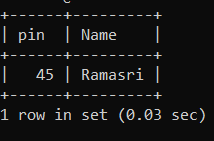 +------+---------+
| pin  | Name    |
+------+---------+
|   45 | Ramasri |
+------+---------+
1 row in set (0.03 sec)